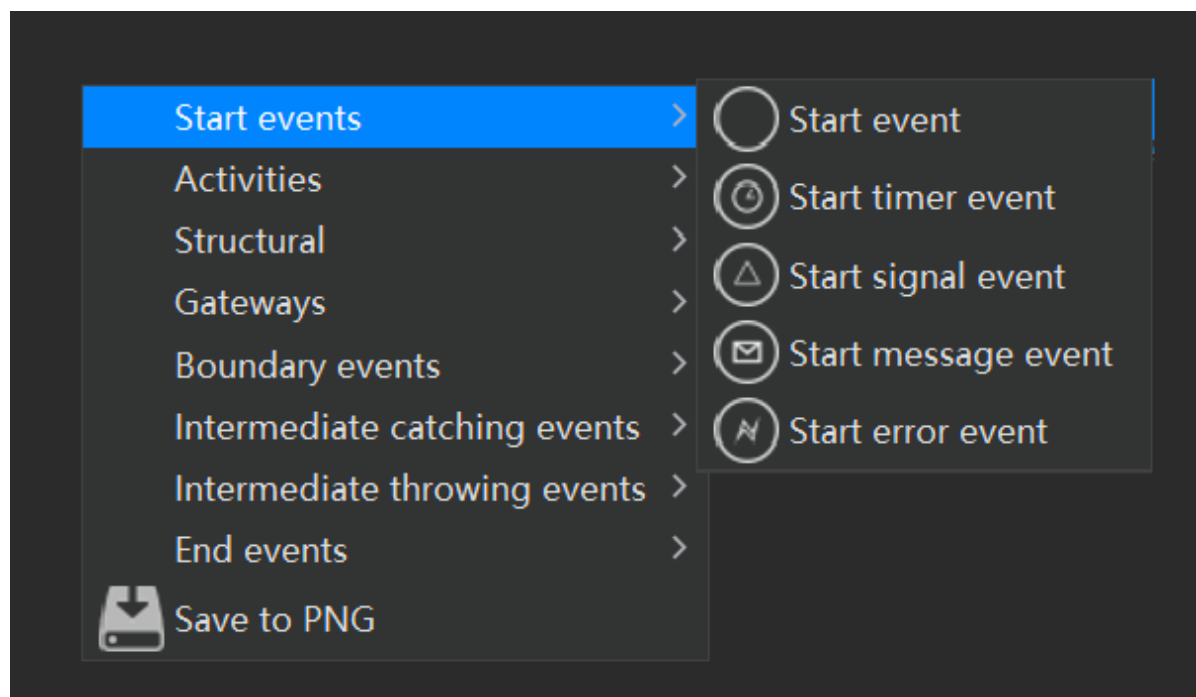 Start events
Activities
Structural
Gateways
Boundary events
Intermediate catching events
Intermediate throwing events
End events
Save to PNG
Start event
Start timer event
Start signal event
Start message event
Start error event